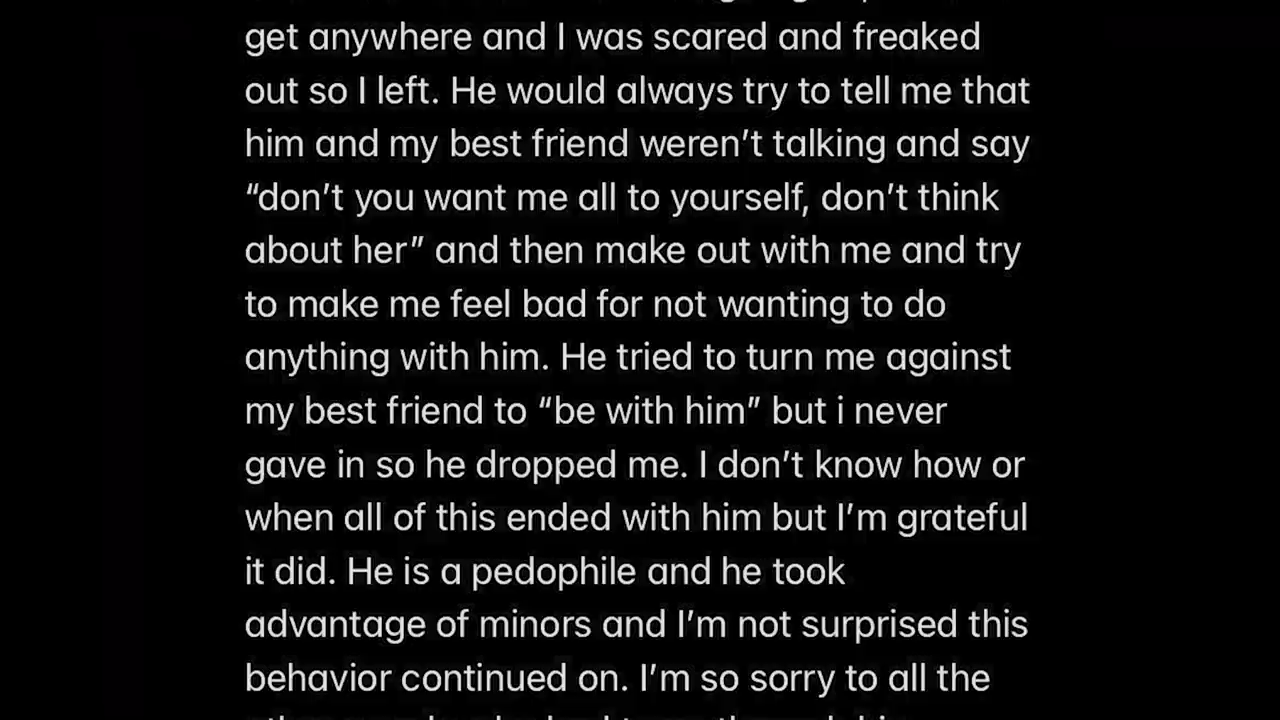 get anywhere and I was scared and freaked
out so I left. He would always try to tell me that
him and my best friend weren’t talking and say
“don’t you want me all to yourself, don’t think
about her” and then make out with me and try
to make me feel bad for not wanting to do
anything with him. He tried to turn me against
my best friend to “be with him” but i never
gave in so he dropped me. I don’t know how or
when all of this ended with him but I’m grateful
it did. He is a pedophile and he took
advantage of minors and I’m not surprised this
behavior continued on. I’m so sorry to all the